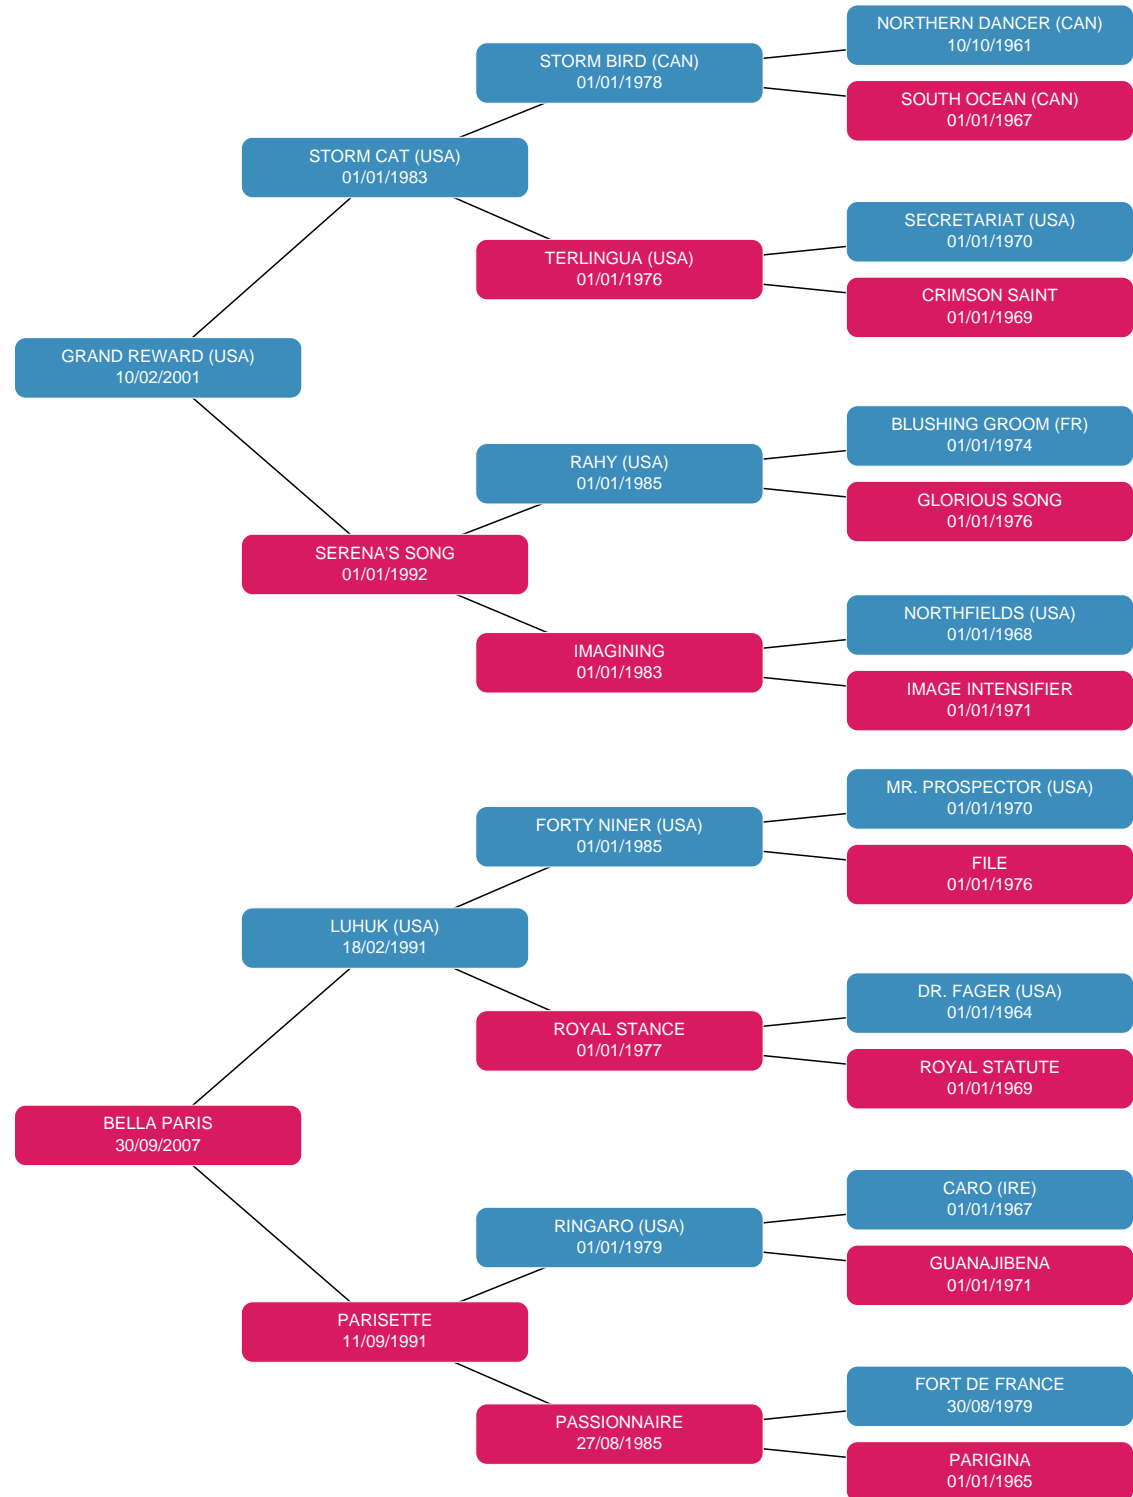 NORTHERN DANCER (CAN)
10/10/1961
STORM BIRD (CAN)
01/01/1978
SOUTH OCEAN (CAN)
01/01/1967
STORM CAT (USA)
01/01/1983
SECRETARIAT (USA)
01/01/1970
TERLINGUA (USA)
01/01/1976
CRIMSON SAINT
01/01/1969
GRAND REWARD (USA)
10/02/2001
BLUSHING GROOM (FR)
01/01/1974
RAHY (USA)
01/01/1985
GLORIOUS SONG
01/01/1976
SERENA'S SONG
01/01/1992
NORTHFIELDS (USA)
01/01/1968
IMAGINING
01/01/1983
IMAGE INTENSIFIER
01/01/1971
MR. PROSPECTOR (USA)
01/01/1970
FORTY NINER (USA)
01/01/1985
FILE
01/01/1976
LUHUK (USA)
18/02/1991
DR. FAGER (USA)
01/01/1964
ROYAL STANCE
01/01/1977
ROYAL STATUTE
01/01/1969
BELLA PARIS
30/09/2007
CARO (IRE)
01/01/1967
RINGARO (USA)
01/01/1979
GUANAJIBENA
01/01/1971
PARISETTE
11/09/1991
FORT DE FRANCE
30/08/1979
PASSIONNAIRE
27/08/1985
PARIGINA
01/01/1965